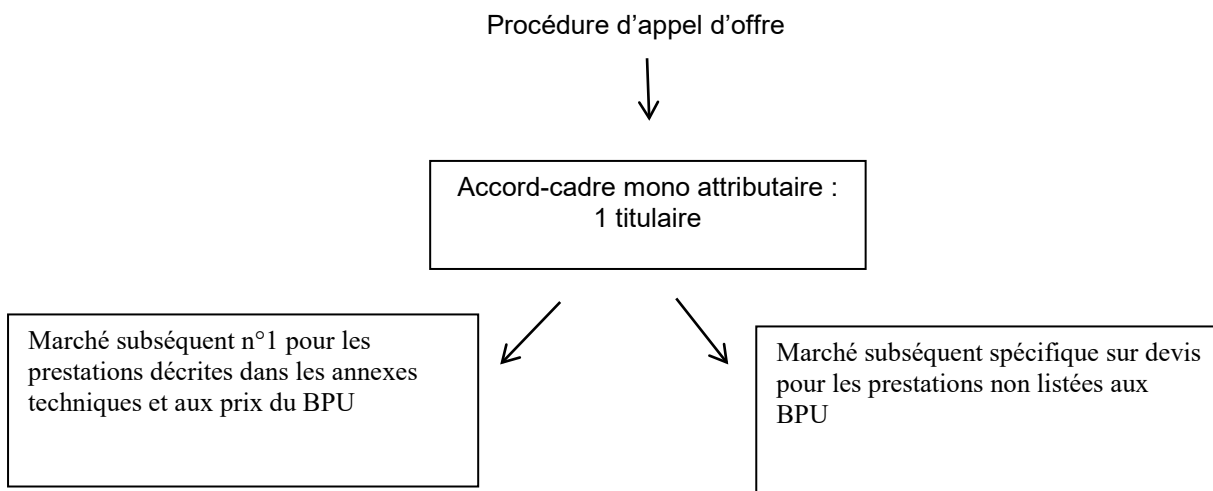 Procédure d'appel d'offre
Accord-cadre mono attributaire :
1 titulaire
Marché subséquent n°1 pour les
prestations décrites dans les annexes
techniques et aux prix du BPU
Marché subséquent spécifique sur devis
pour les prestations non listées aux
BPU